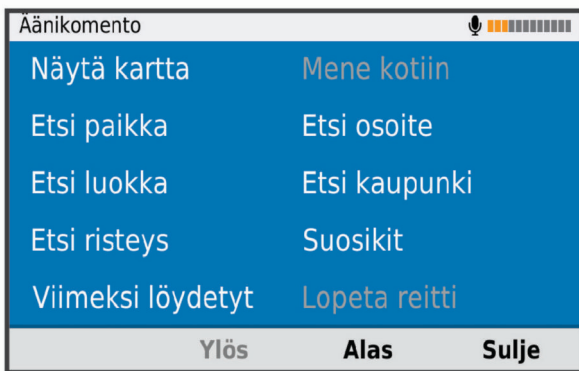 Äänikomento
Näytä kartta Mene kotiin
Etsi paikka Etsi osoite
Etsi luokka Etsi kaupunki
Etsi risteys Suosikit
Viimeksi löydetyt Lopeta reitti
Ylös Alas Sulje